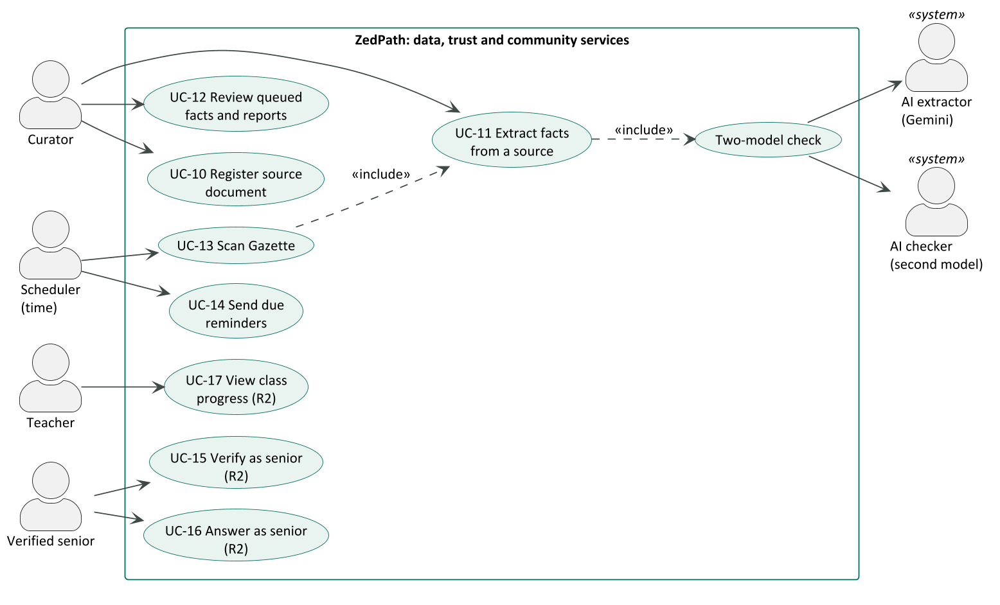 ZedPath: data, trust and community services
Curator
UC-12 Review queued
facts and reports
UC-10 Register source
document
UC-11 Extract facts
from a source
«include»
«include»
Two-model check
«system»
AI extractor
(Gemini)
«system»
AI checker
(second model)
Scheduler
(time)
UC-13 Scan Gazette
UC-14 Send due
reminders
Teacher
UC-17 View class
progress (R2)
Verified senior
UC-15 Verify as senior
(R2)
UC-16 Answer as senior
(R2)